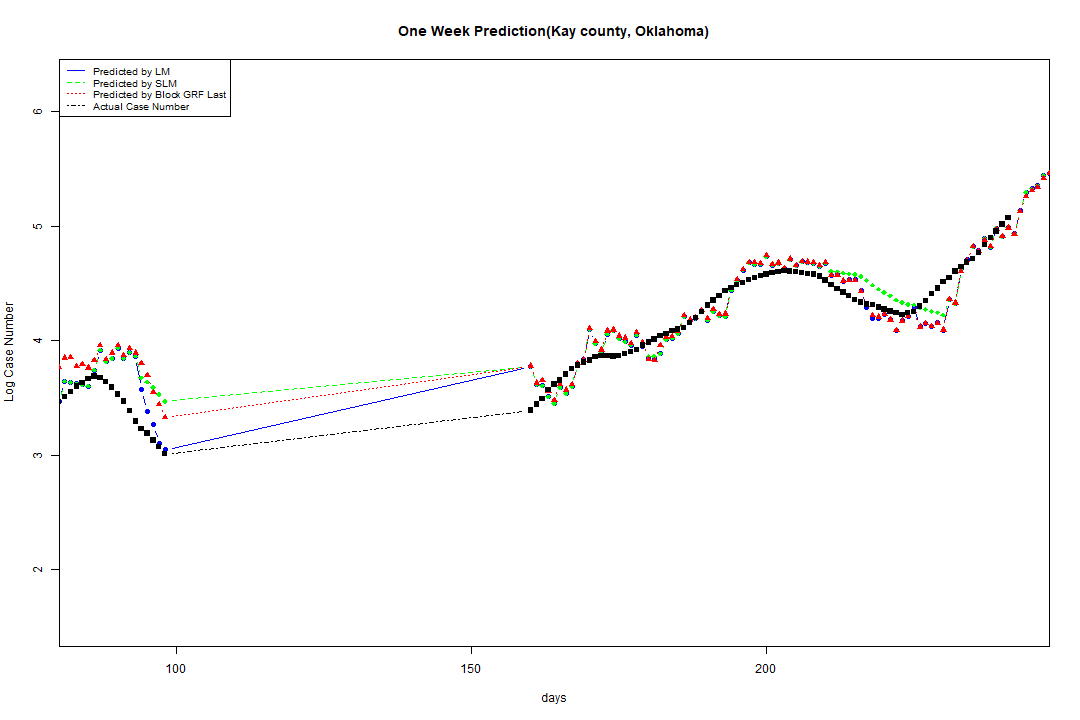 One Week Prediction(Kay county, Oklahoma)
Predicted by LM
Predicted by SLM
Predicted by Block GRF Last
Actual Case Number
6
5
4
3
2
Log Case Number
100
150
200
days